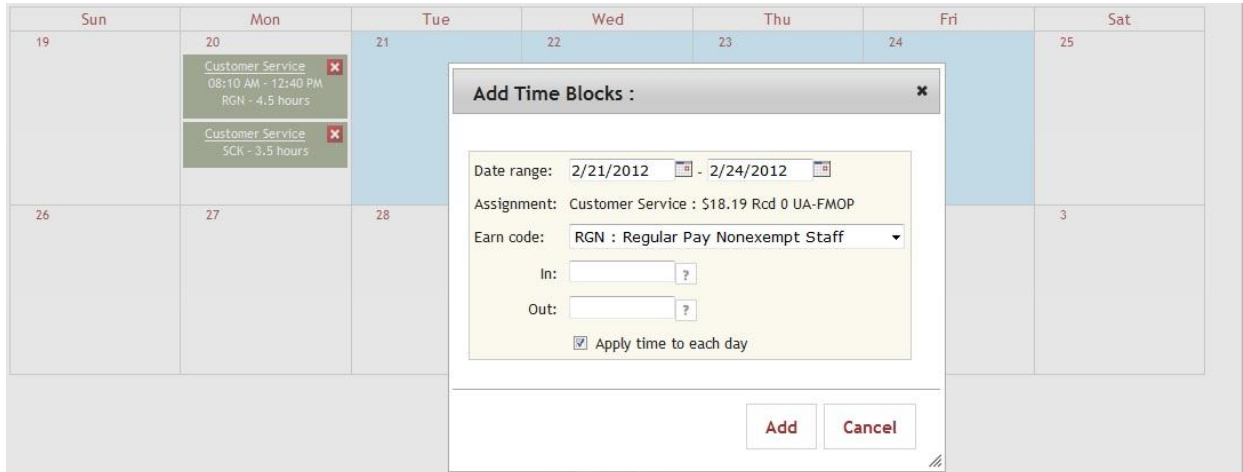 Sun Mon Tue Wed Thu Fri Sat
19 20 21 22 23 24 25
Customer Service
08:10 AM - 12:40 PM
RGN - 4.5 hours
Customer Service
SCK - 3.5 hours
Add Time Blocks :
Date range: 2/21/2012 - 2/24/2012
Assignment: Customer Service : $18.19 Rcd 0 UA-FMOP
Earn code: RGN : Regular Pay Nonexempt Staff
In: ?
Out: ?
Apply time to each day
Add Cancel
26 27 28 3